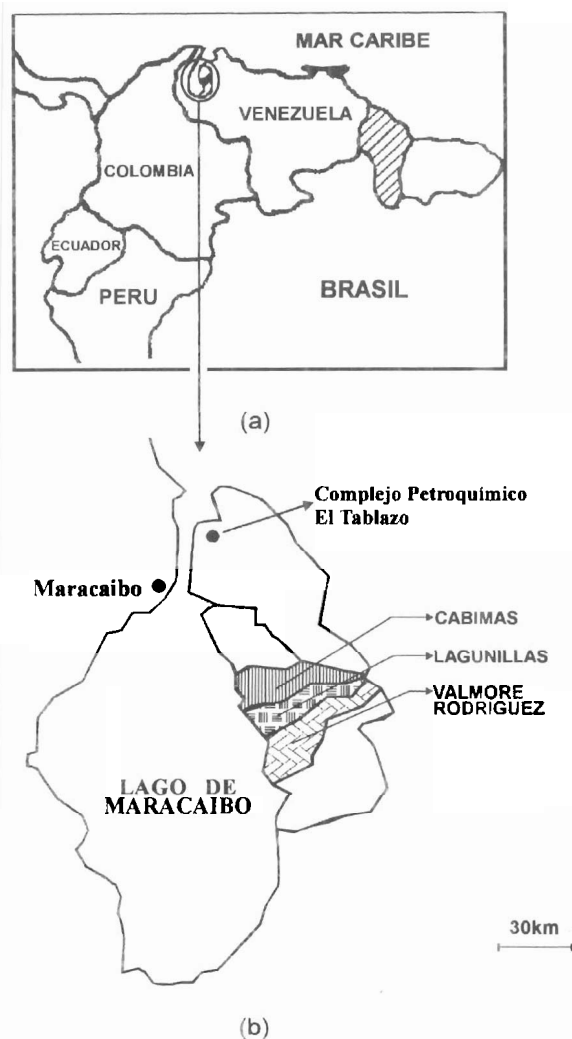 MAR CARIBE
VENEZUELA
COLOMBIA
ECUADOR
PERU
BRASIL
(a)
Complejo Petroquímico
El Tablazo
Maracaibo
CABIMAS
LAGUNILLAS
VALMORE
RODRIGUEZ
LAGO DE
MARACAIBO
30km
(b)